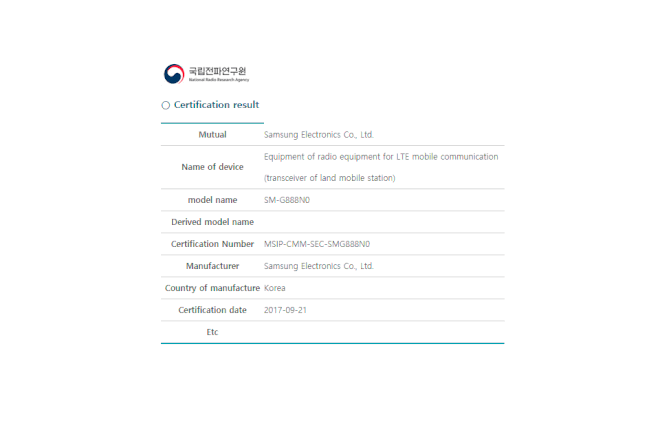 국립전파연구원
National Radio Research Agency
Certification result
Mutual Samsung Electronics Co., Ltd.
Name of device Equipment of radio equipment for LTE mobile communication
(transceiver of land mobile station)
model name SM-G888N0
Derived model name
Certification Number MSIP-CMM-SEC-SMG888N0
Manufacturer Samsung Electronics Co., Ltd.
Country of manufacture Korea
Certification date 2017-09-21
Etc